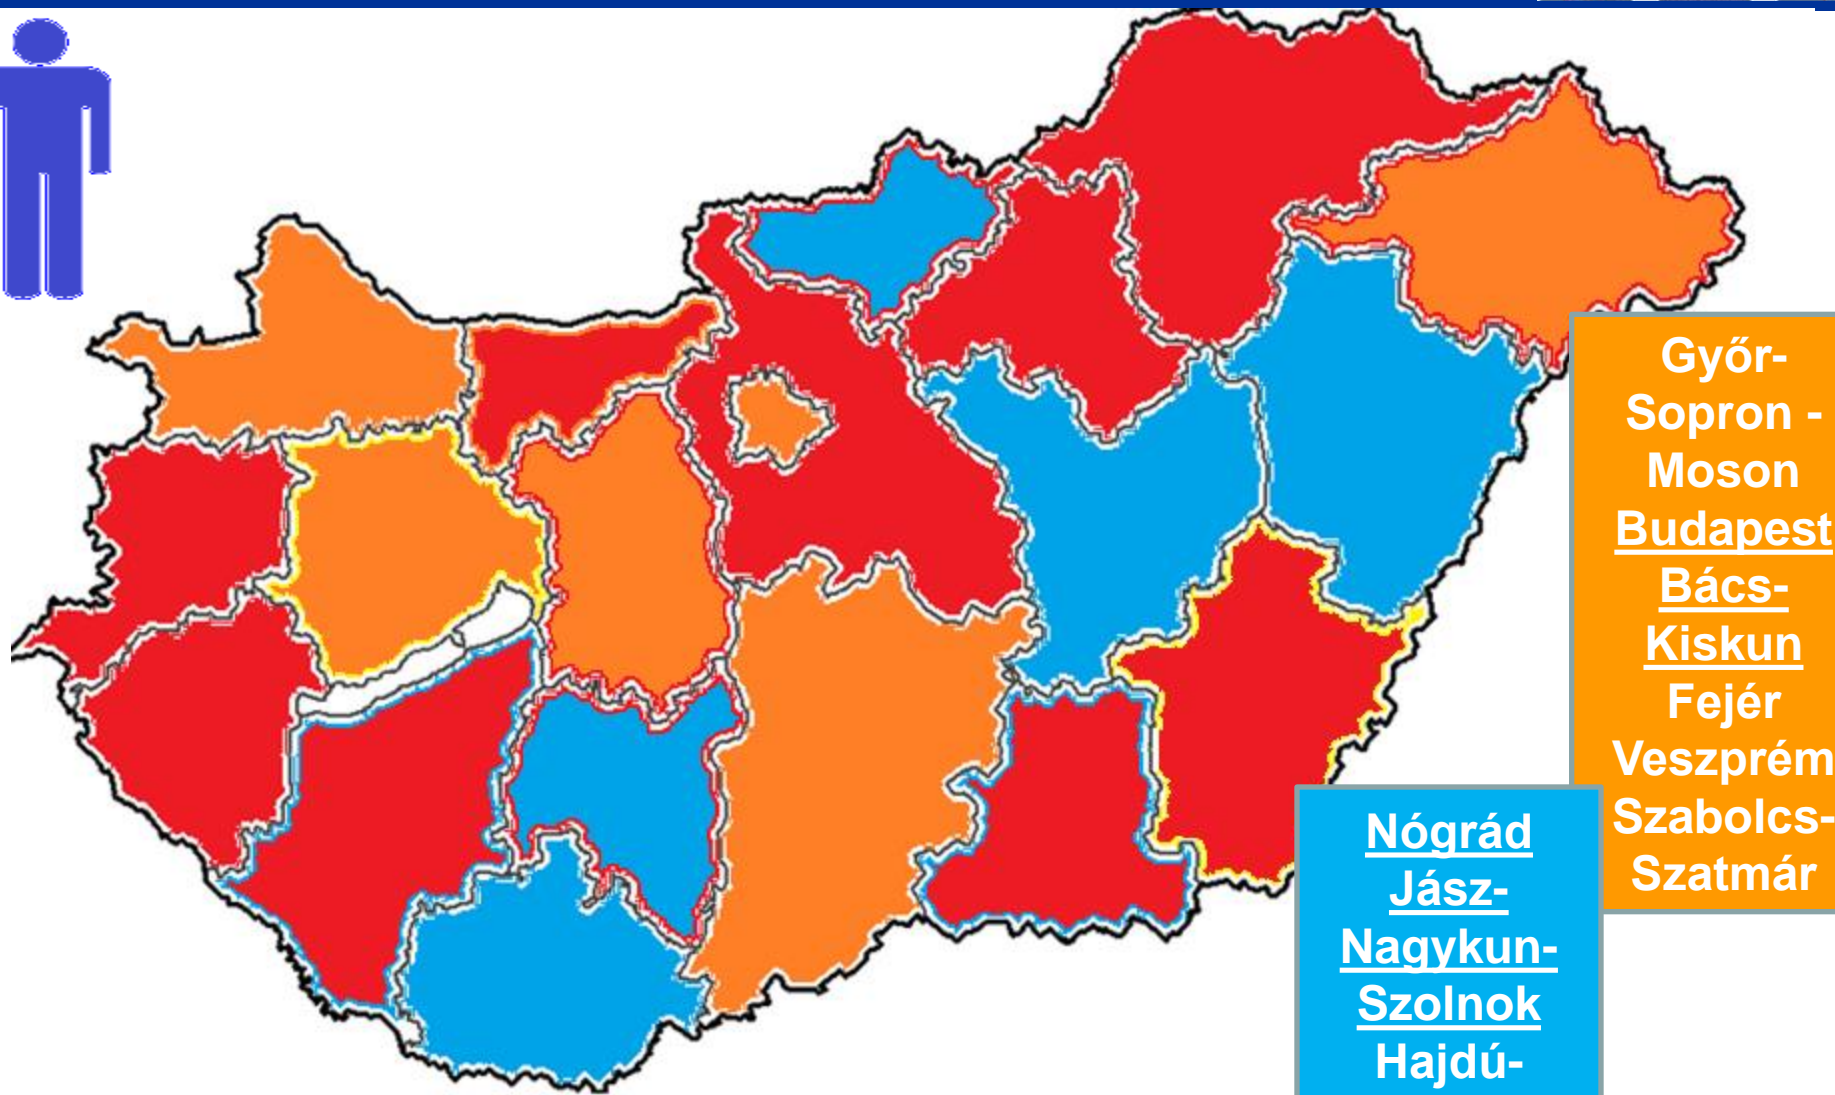 Győr-
Sopron -
Moson
Budapest
Bács-
Kiskun
Fejér
Veszprém
Szabolcs-
Szatmár
Nógrád
Jász-
Nagykun-
Szolnok
Hajdú-